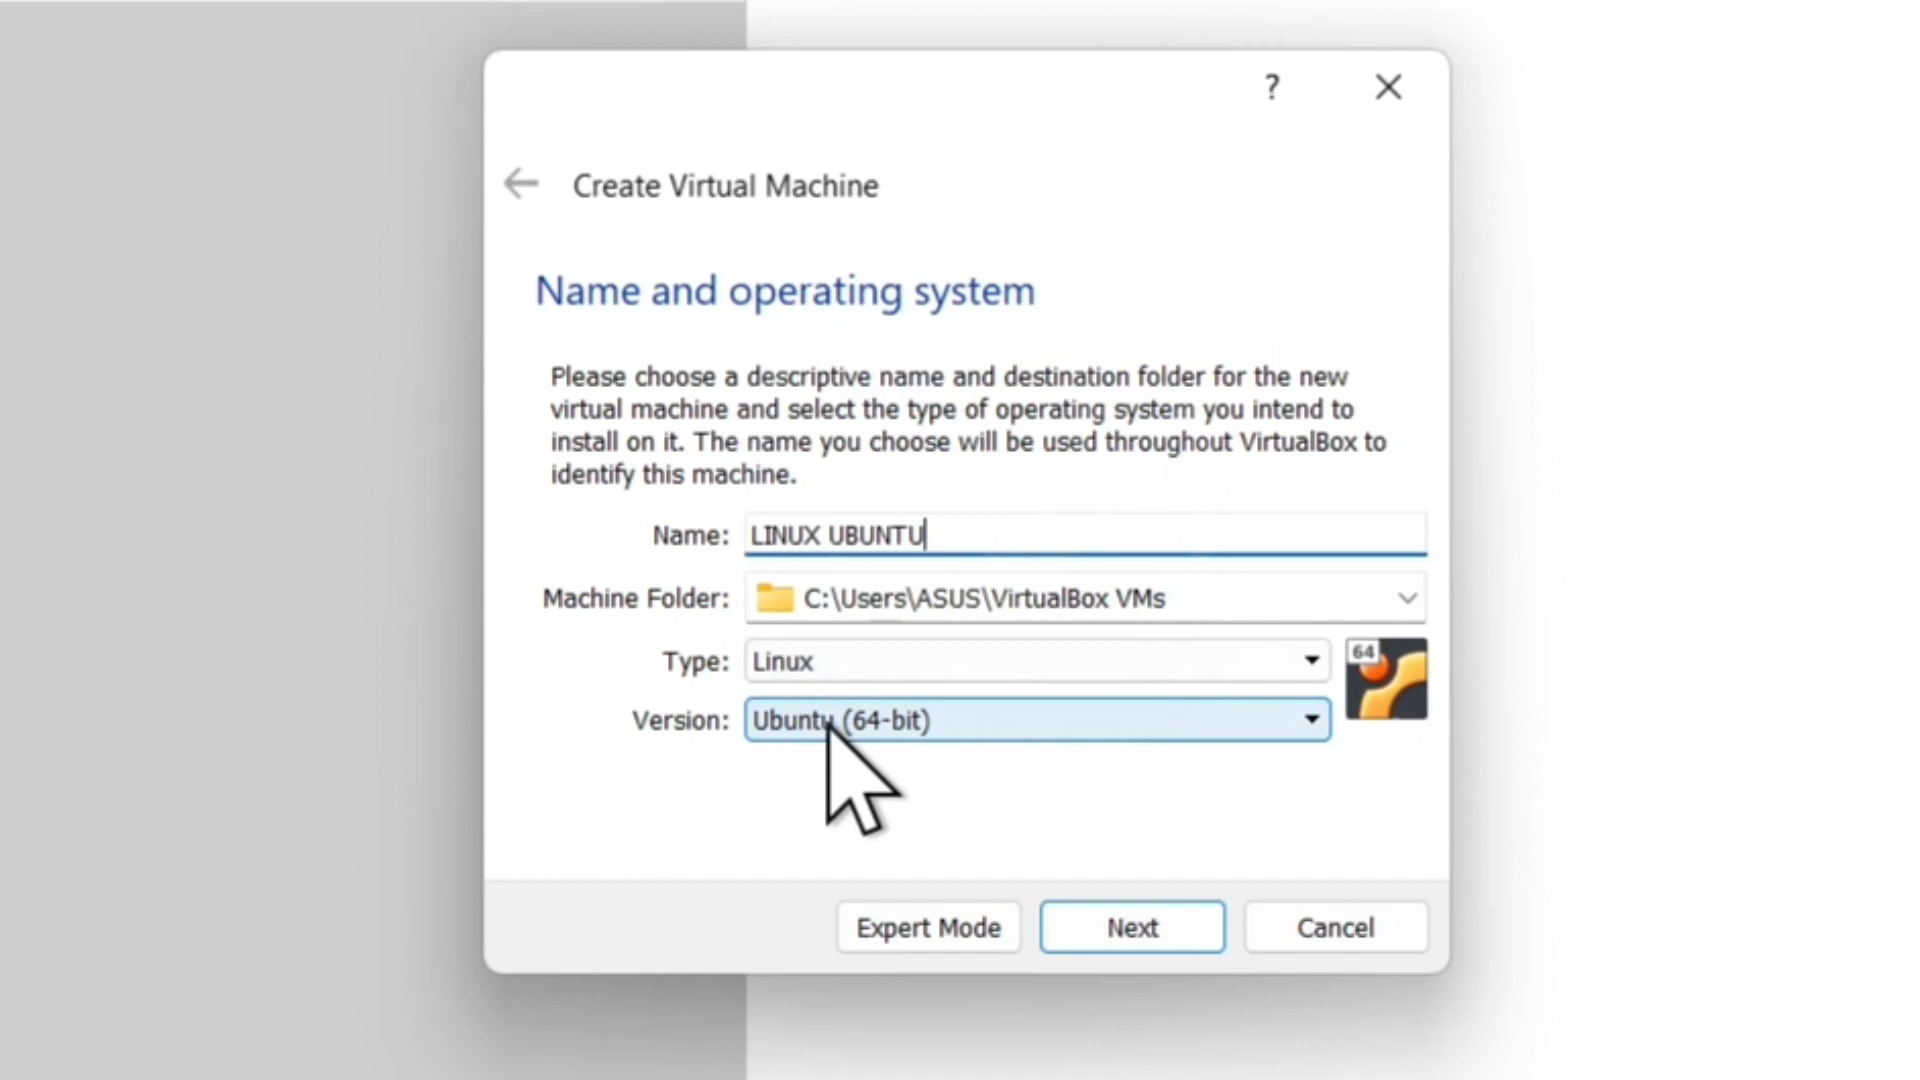 ?
Create Virtual Machine
Name and operating system
Please choose a descriptive name and destination folder for the new
virtual machine and select the type of operating system you intend to
install on it. The name you choose will be used throughout VirtualBox to
identify this machine.
Name: LINUX UBUNTU
Machine Folder: C:\Users\ASUS\VirtualBox VMs
Type: Linux
64
Version: Ubuntu (64-bit)
Expert Mode Next Cancel